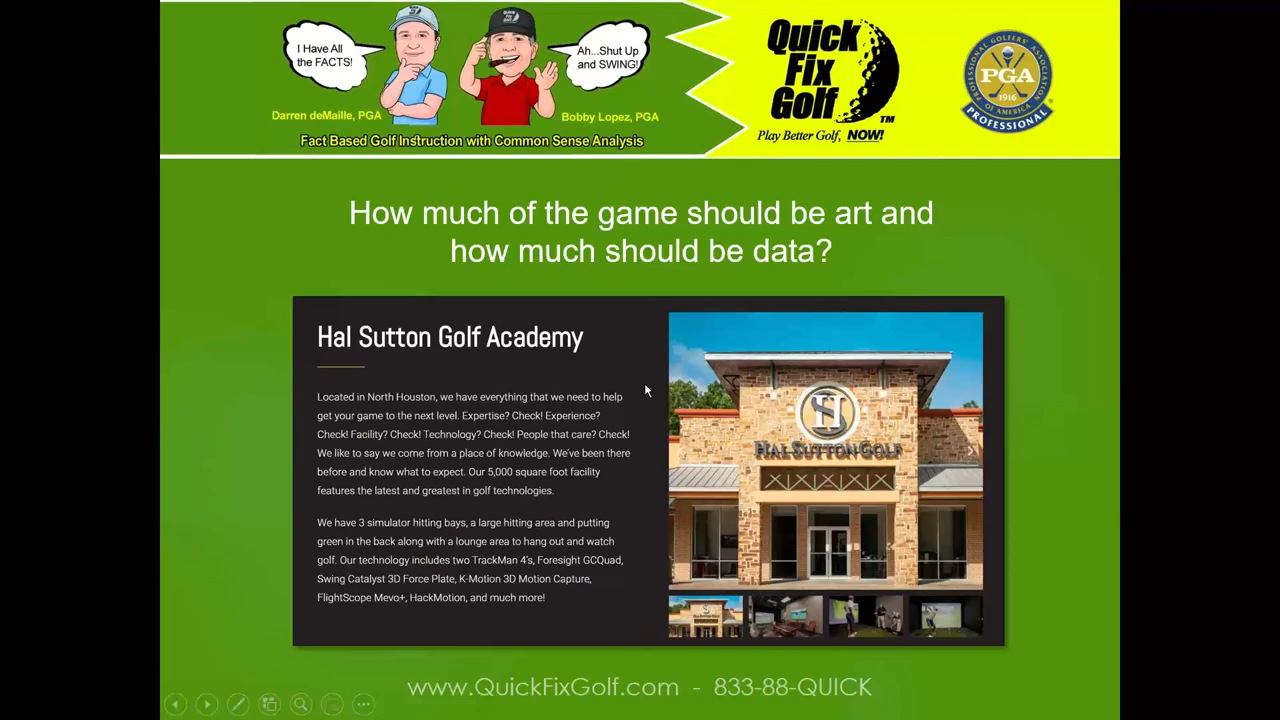 I Have All
the FACTS!
Ah...Shut Up
and SWING!
Darren deMaille, PGA
Bobby Lopez, PGA
Fact Based Golf Instruction with Common Sense Analysis
Quick
Fix
Golf
TM
Play Better Golf, NOW!
PROFESSIONAL GOLFERS' ASSOCIATION
PGA
1916
OF AMERICA
PROFESSIONAL
How much of the game should be art and
how much should be data?
Hal Sutton Golf Academy
Located in North Houston, we have everything that we need to help
get your game to the next level. Expertise? Check! Experience?
Check! Facility? Check! Technology? Check! People that care? Check!
We like to say we come from a place of knowledge. We've been there
before and know what to expect. Our 5,000 square foot facility
features the latest and greatest in golf technologies.
We have 3 simulator hitting bays, a large hitting area and putting
green in the back along with a lounge area to hang out and watch
golf. Our technology includes two TrackMan 4's, Foresight GCQuad,
Swing Catalyst 3D Force Plate, K-Motion 3D Motion Capture,
FlightScope Mevo+, HackMotion, and much more!
HAL SUTTON GOLF
www.QuickFixGolf.com - 833-88-QUICK